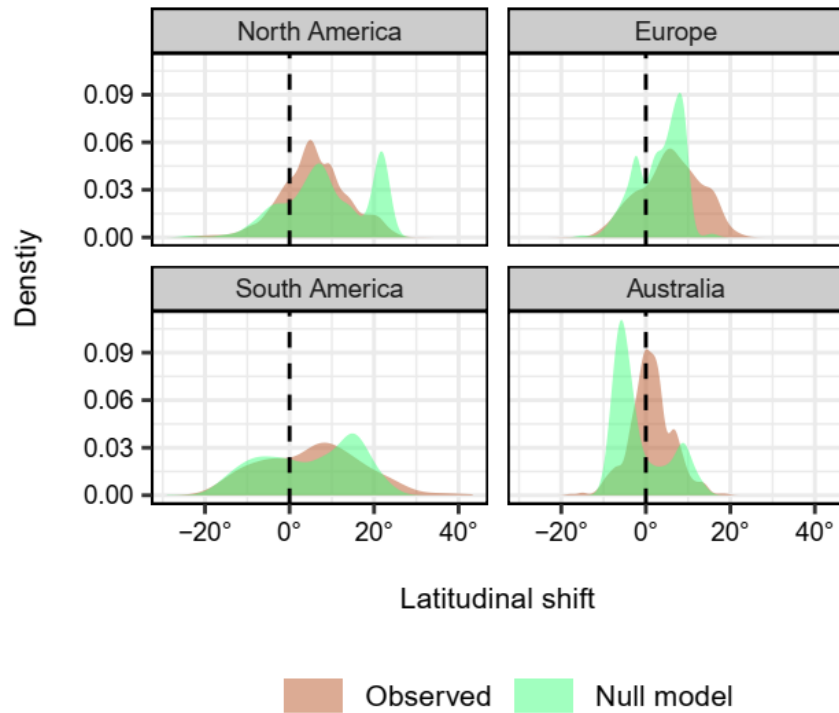 North America
Europe
0.09
0.06
0.03
0.00
South America
Australia
0.09
0.06
0.03
0.00
−20° 0° 20° 40° −20° 0° 20° 40°
Denstiy
Latitudinal shift
Observed Null model